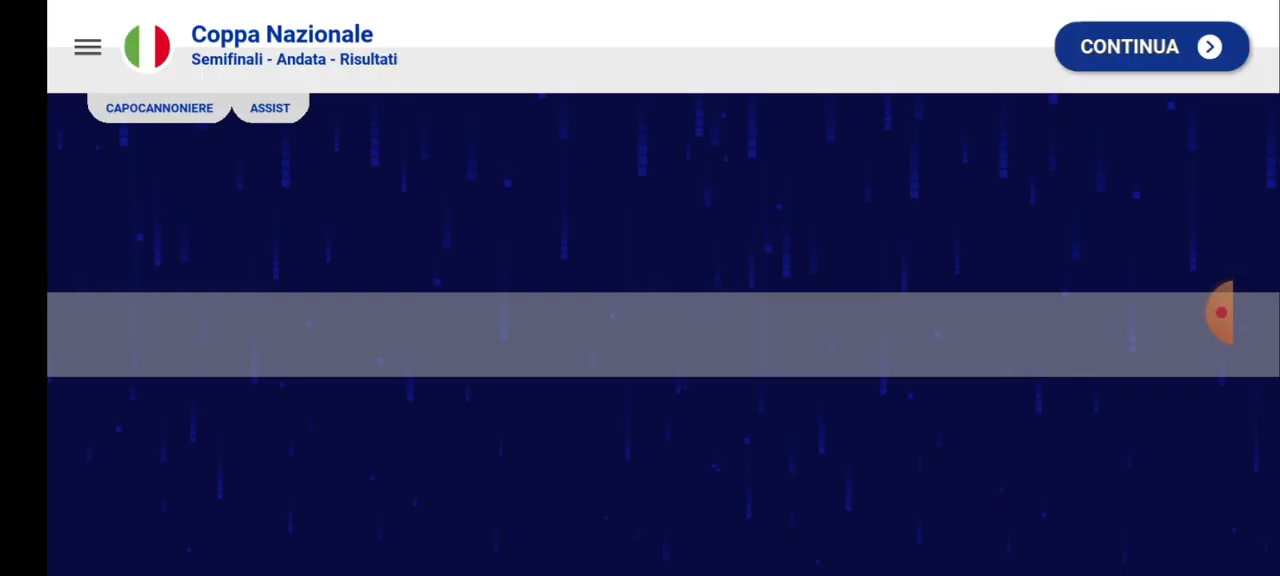 Coppa Nazionale
Semifinali - Andata - Risultati
CONTINUA
CAPOCANNONIERE
ASSIST